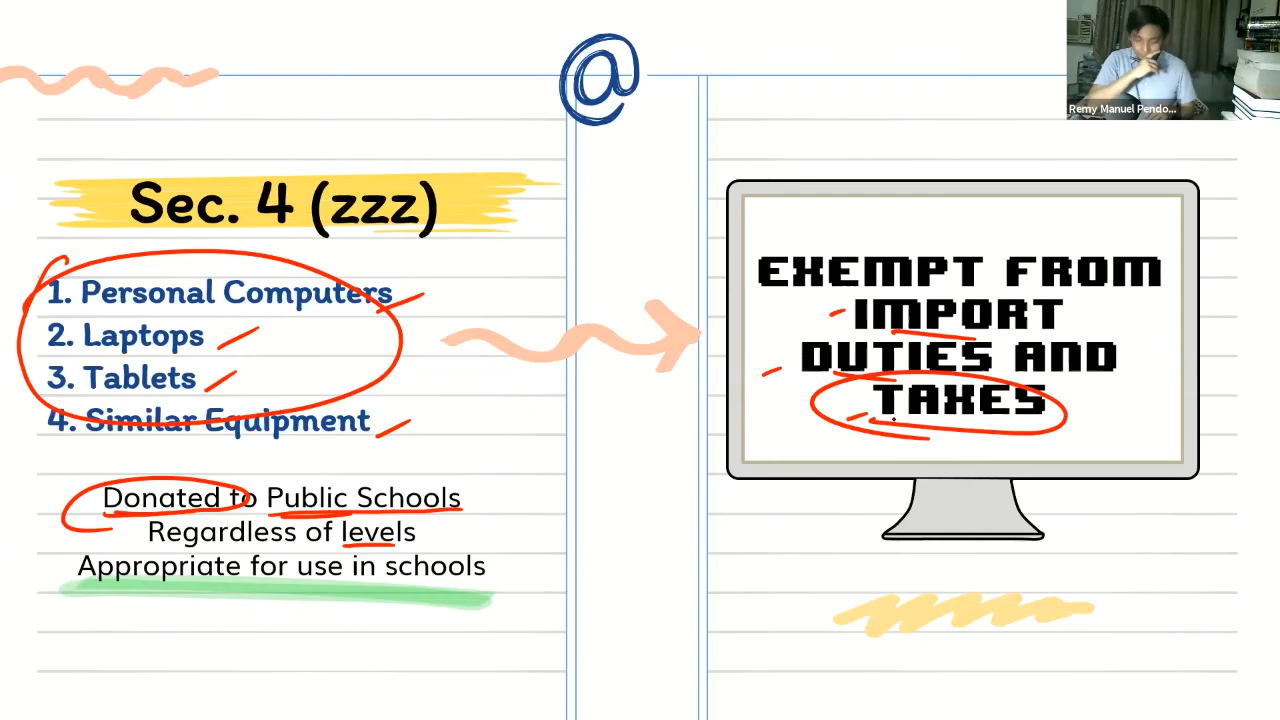 @
Remy Manuel Pendo...
Sec. 4 (zzz)
1. Personal Computers
2. Laptops
3. Tablets
4. Similar Equipment
Donated to Public Schools
Regardless of levels
Appropriate for use in schools
EXEMPT FROM
IMPORT
DUTIES AND
TAXES